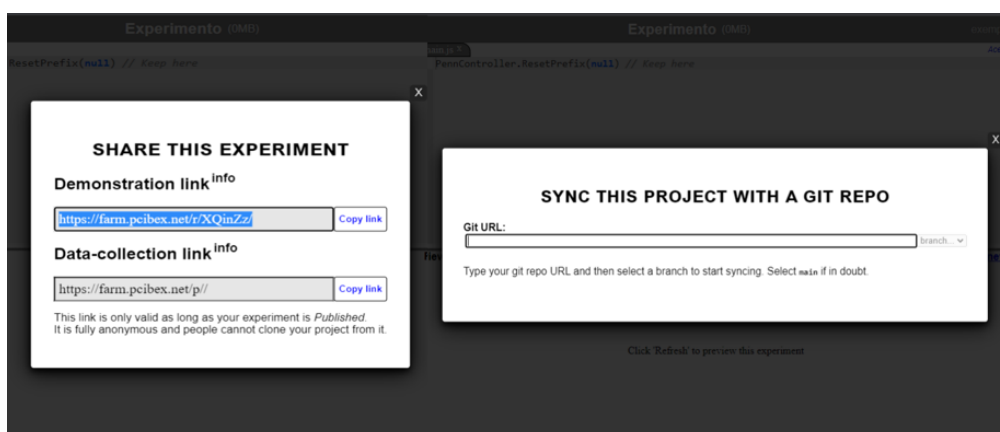 Experimento (0MB)
ResetPrefix(null) // Keep here
X
SHARE THIS EXPERIMENT
Demonstration link info
https://farm.pcibex.net/r/XQinZz/
Copy link
Data-collection link info
https://farm.pcibex.net/p//
Copy link
This link is only valid as long as your experiment is Published.
It is fully anonymous and people cannot clone your project from it.
Experimento (0MB)
PennController.ResetPrefix(null) // Keep here
X
SYNC THIS PROJECT WITH A GIT REPO
Git URL:
branch...
Type your git repo URL and then select a branch to start syncing. Select main if in doubt.
Click 'Refresh' to preview this experiment